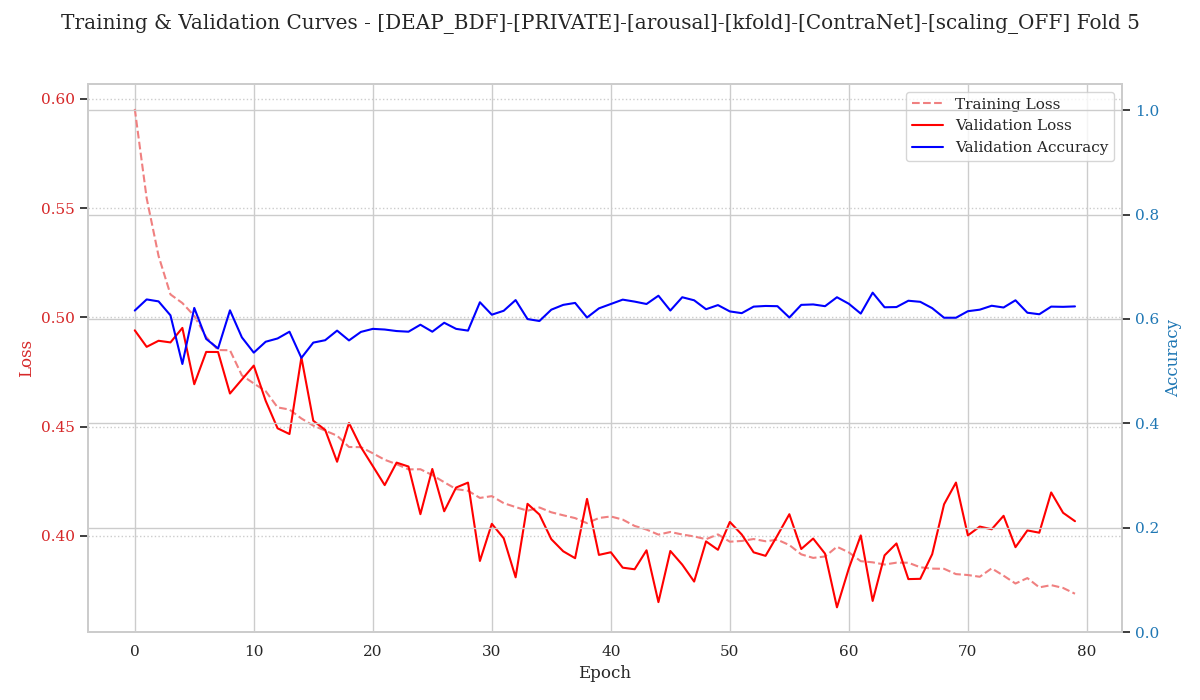 Training & Validation Curves - [DEAP_BDF]-[PRIVATE]-[arousal]-[kfold]-[ContraNet]-[scaling_OFF] Fold 5
Training Loss
Validation Loss
Validation Accuracy
0.60
0.55
0.50
0.45
0.40
Loss
1.0
0.8
0.6
0.4
0.2
0.0
Accuracy
0 10 20 30 40 50 60 70 80
Epoch